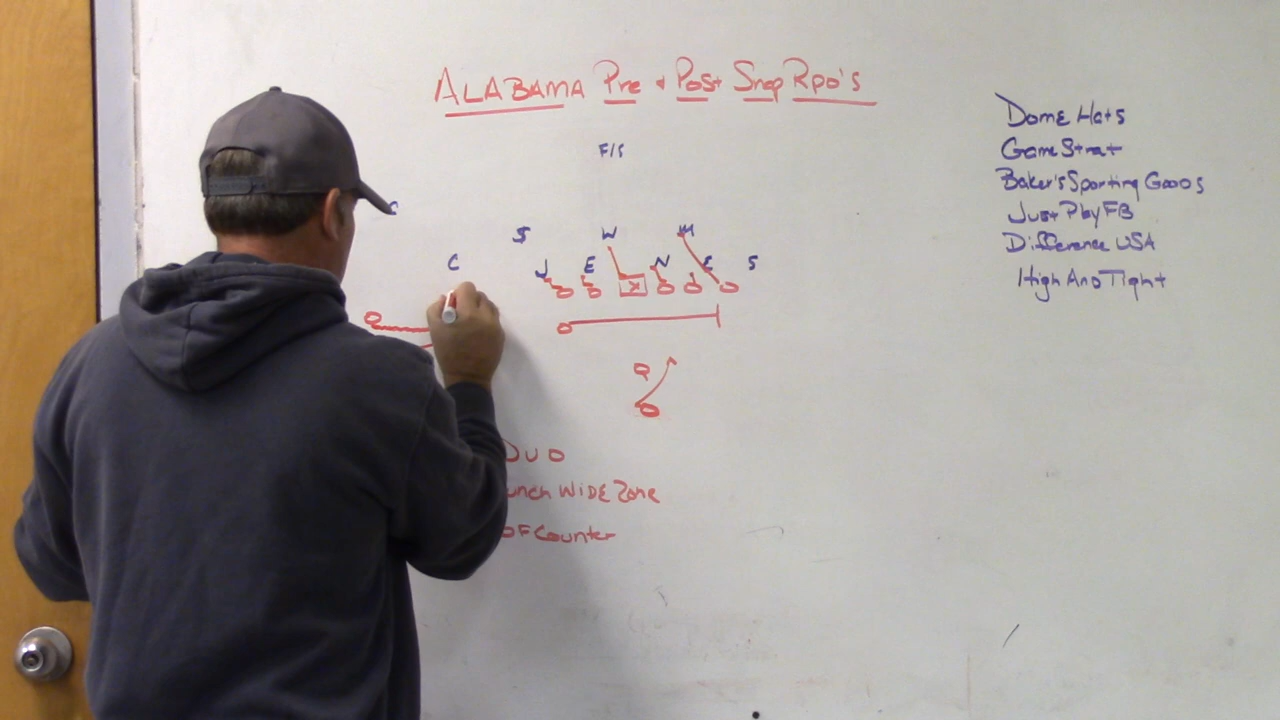 ALABAMA Pre & Post Snap Rpo's
F/S
C
S W M
C J E N E S
X
Q
DUO
unch WIDE Zone
OF Counter
Dome Hats
Game Strat
Baker's Sporting Goods
Just Play FB
Difference USA
High And Tight